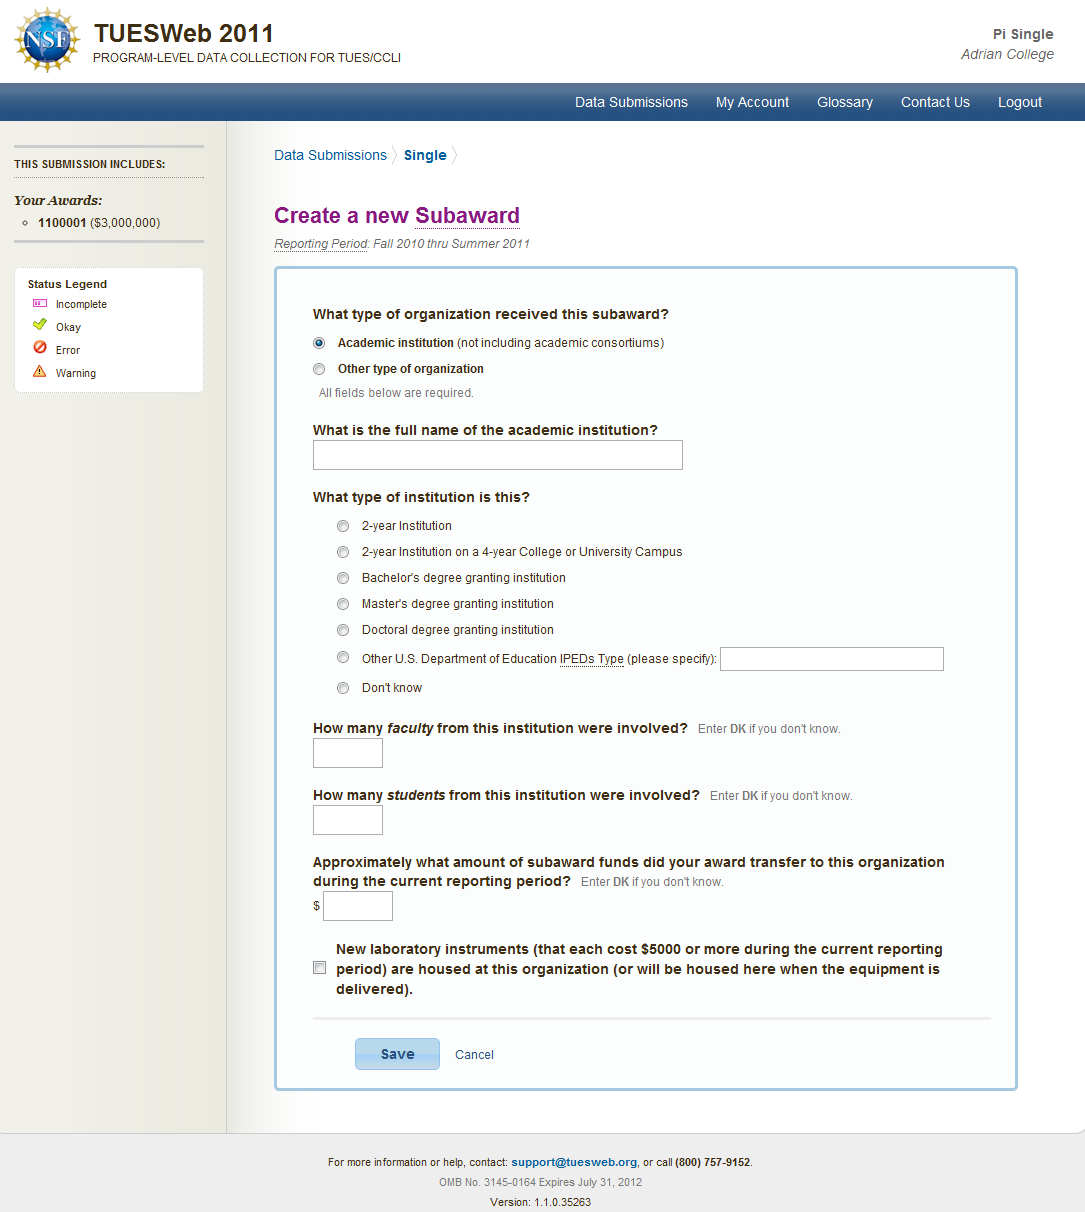 NSF
TUESWeb 2011
PROGRAM-LEVEL DATA COLLECTION FOR TUES/CCLI
Pi Single
Adrian College
Data Submissions My Account Glossary Contact Us Logout
THIS SUBMISSION INCLUDES:
Your Awards:
1100001 ($3,000,000)
Status Legend
Incomplete
Okay
Error
Warning
Data Submissions Single
Create a new Subaward
Reporting Period: Fall 2010 thru Summer 2011
What type of organization received this subaward?
Academic institution (not including academic consortiums)
Other type of organization
All fields below are required.
What is the full name of the academic institution?
What type of institution is this?
2-year Institution
2-year Institution on a 4-year College or University Campus
Bachelor's degree granting institution
Master's degree granting institution
Doctoral degree granting institution
Other U.S. Department of Education IPEDs Type (please specify):
Don't know
How many faculty from this institution were involved? Enter DK if you don't know.
How many students from this institution were involved? Enter DK if you don't know.
Approximately what amount of subaward funds did your award transfer to this organization
during the current reporting period? Enter DK if you don't know.
$
New laboratory instruments (that each cost $5000 or more during the current reporting
period) are housed at this organization (or will be housed here when the equipment is
delivered).
Save Cancel
For more information or help, contact: support@tuesweb.org, or call (800) 757-9152.
OMB No. 3145-0164 Expires July 31, 2012
Version: 1.1.0.35263